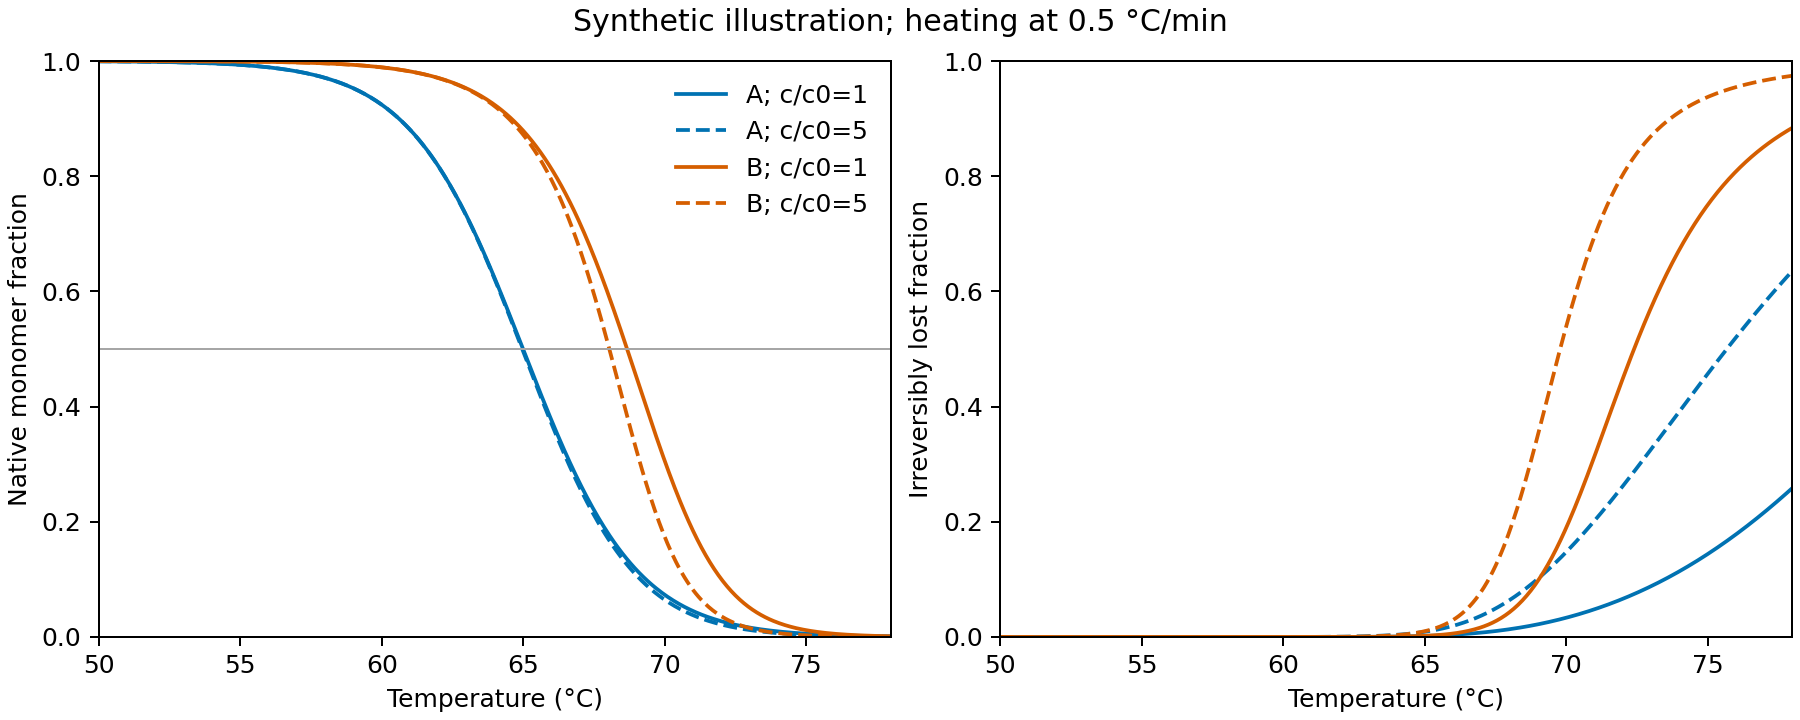 Synthetic illustration; heating at 0.5 °C/min
Native monomer fraction
1.0
0.8
0.6
0.4
0.2
0.0
A; c/c0=1
A; c/c0=5
B; c/c0=1
B; c/c0=5
50
55
60
65
70
75
Temperature (°C)
Irreversibly lost fraction
1.0
0.8
0.6
0.4
0.2
0.0
50
55
60
65
70
75
Temperature (°C)